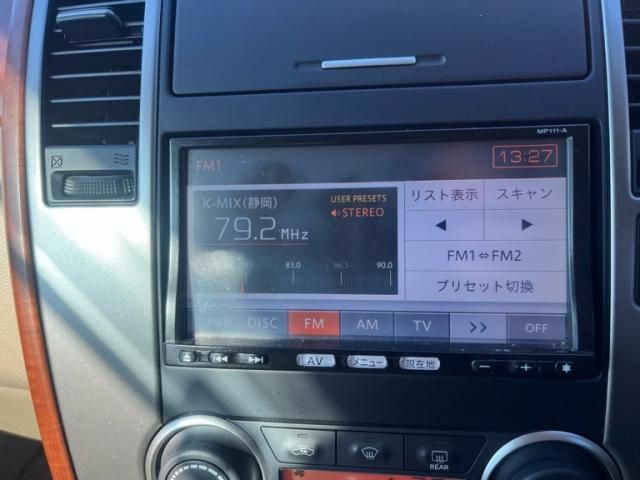 MP111-A
FM1
13:27
K-MIX(静岡)
USER PRESETS
STEREO
79.2 MHz
83.0 86.5 90.0
リスト表示 スキャン
FM1⇔FM2
プリセット切換
DISC FM AM TV >> OFF
AV メニュー 現在地
REAR